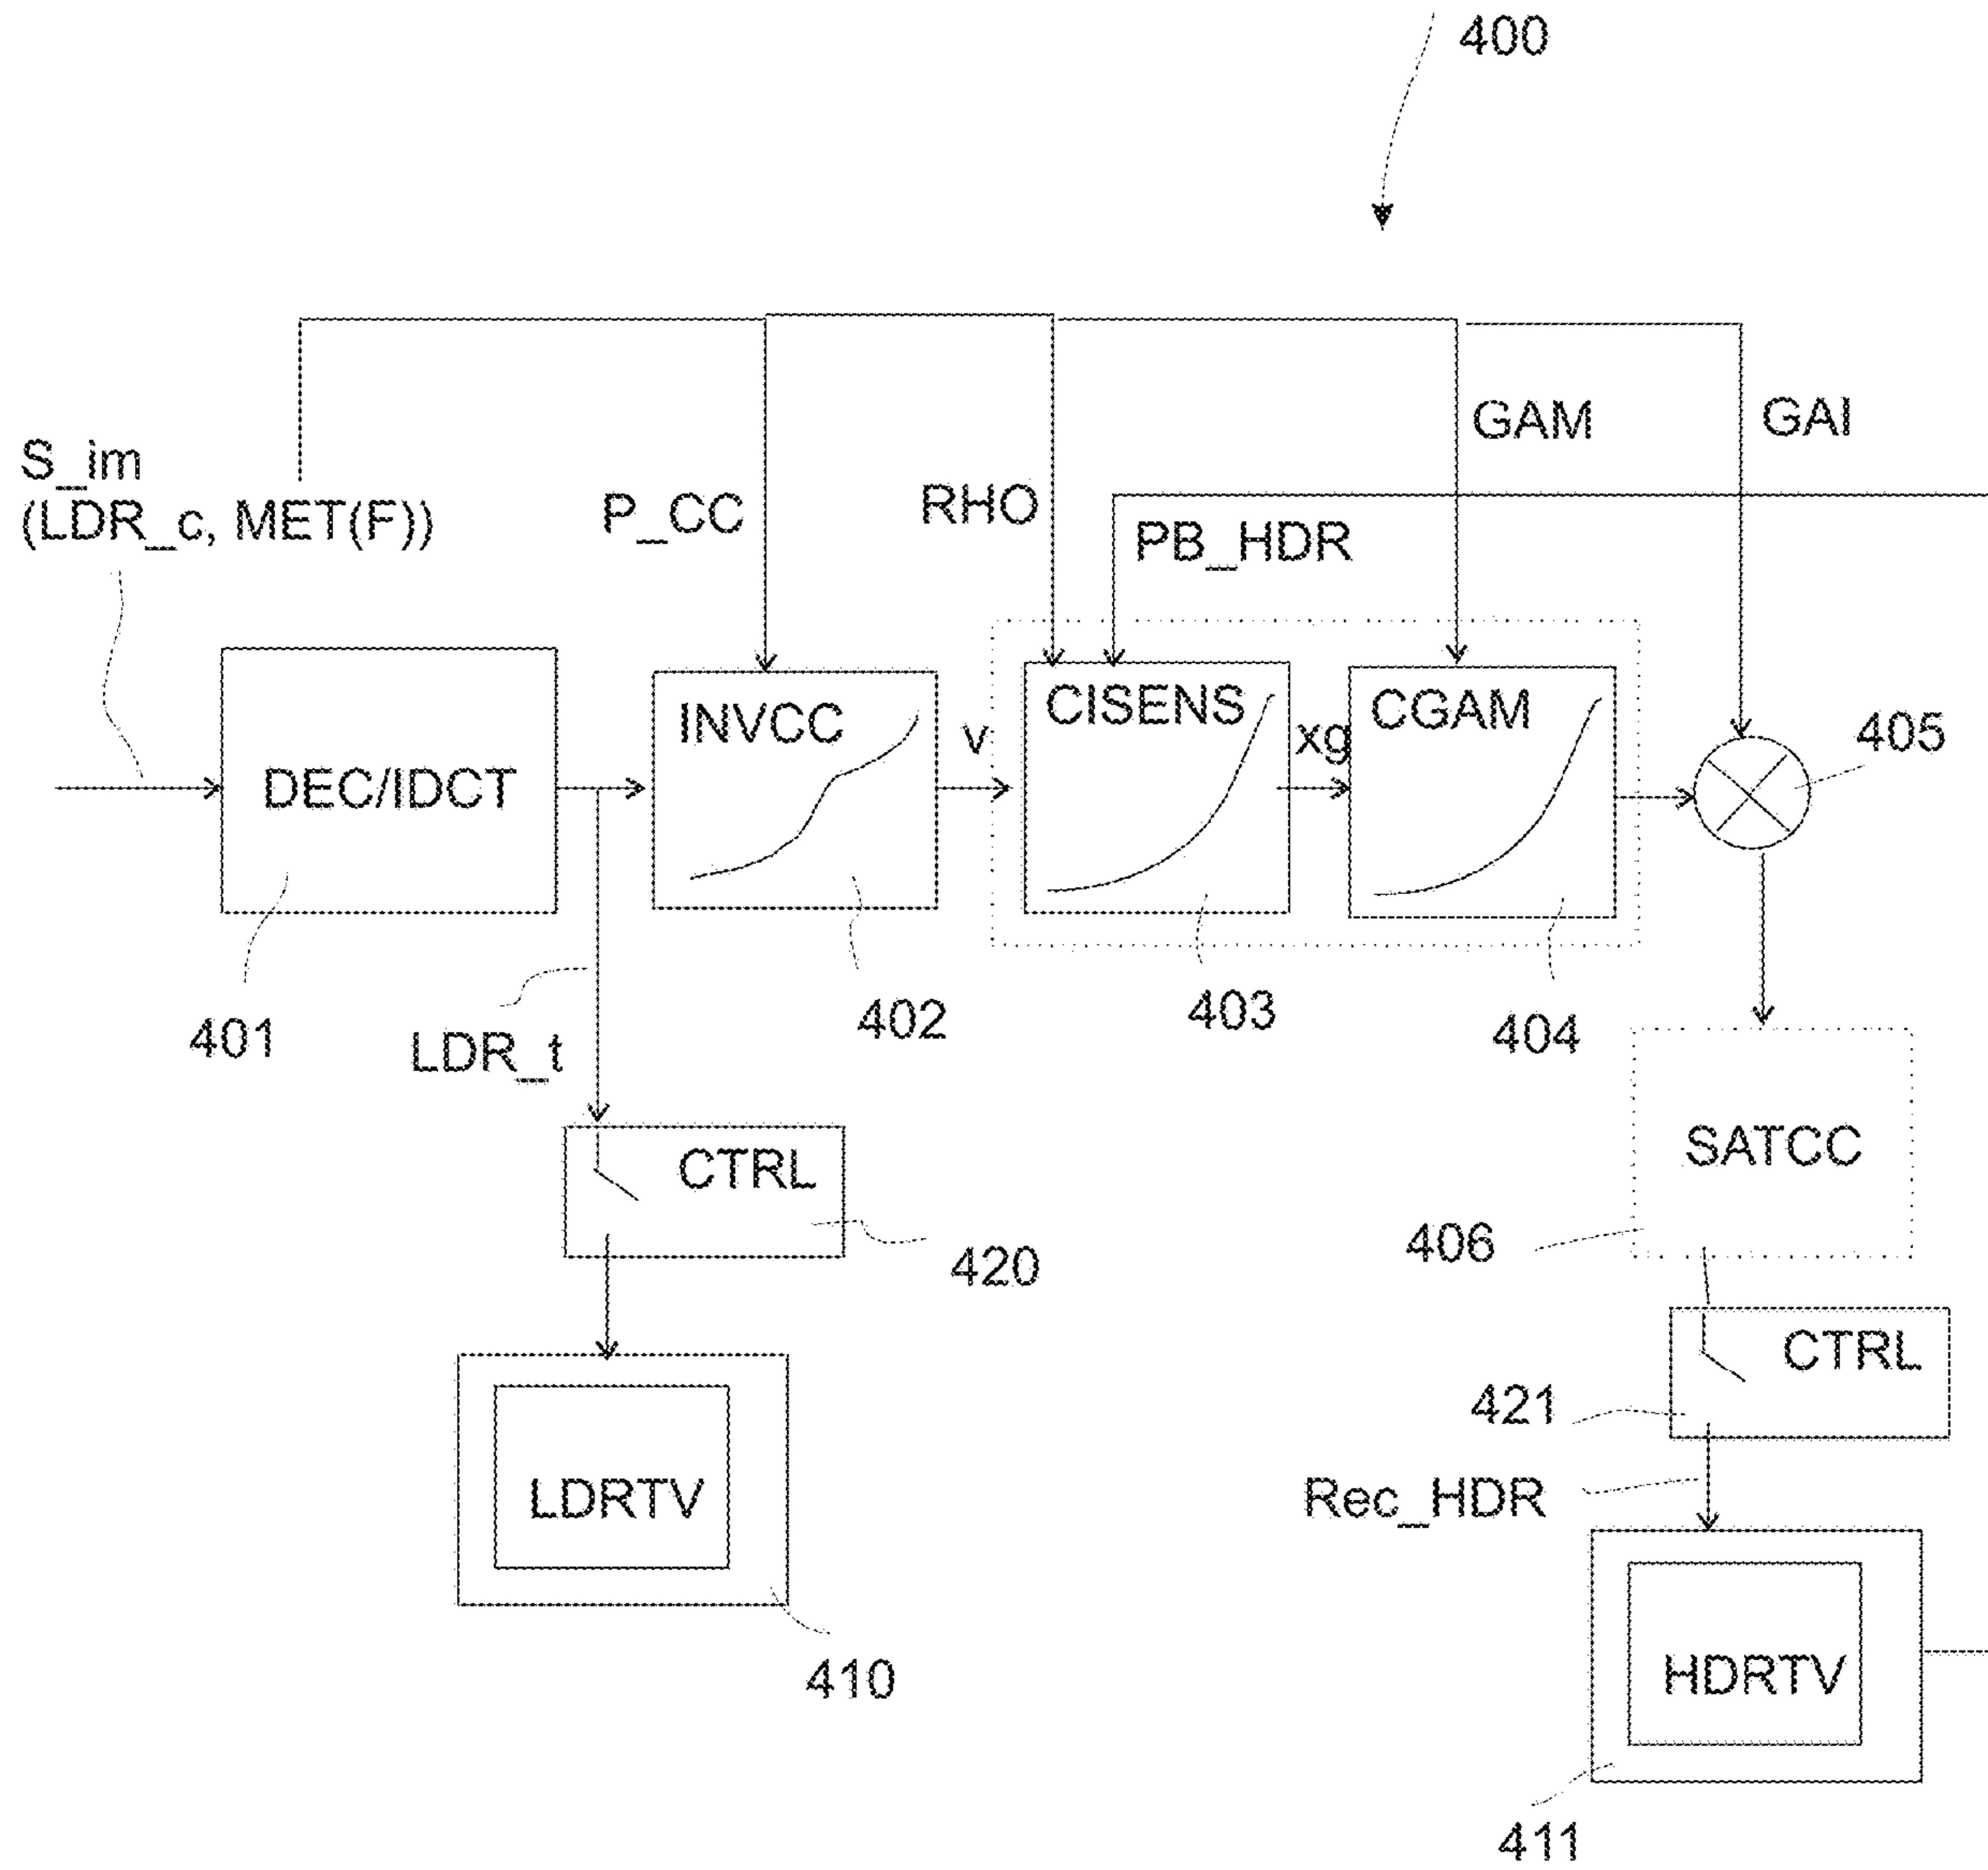 400
GAM
GAI
S_im
(LDR_c, MET(F))
P_CC
RHO
PB_HDR
INVCC
v
CISENS
xg
CGAM
405
DEC/IDCT
401
LDR_t
402
403
404
CTRL
420
SATCC
406
CTRL
421
LDRTV
Rec_HDR
410
HDRTV
411